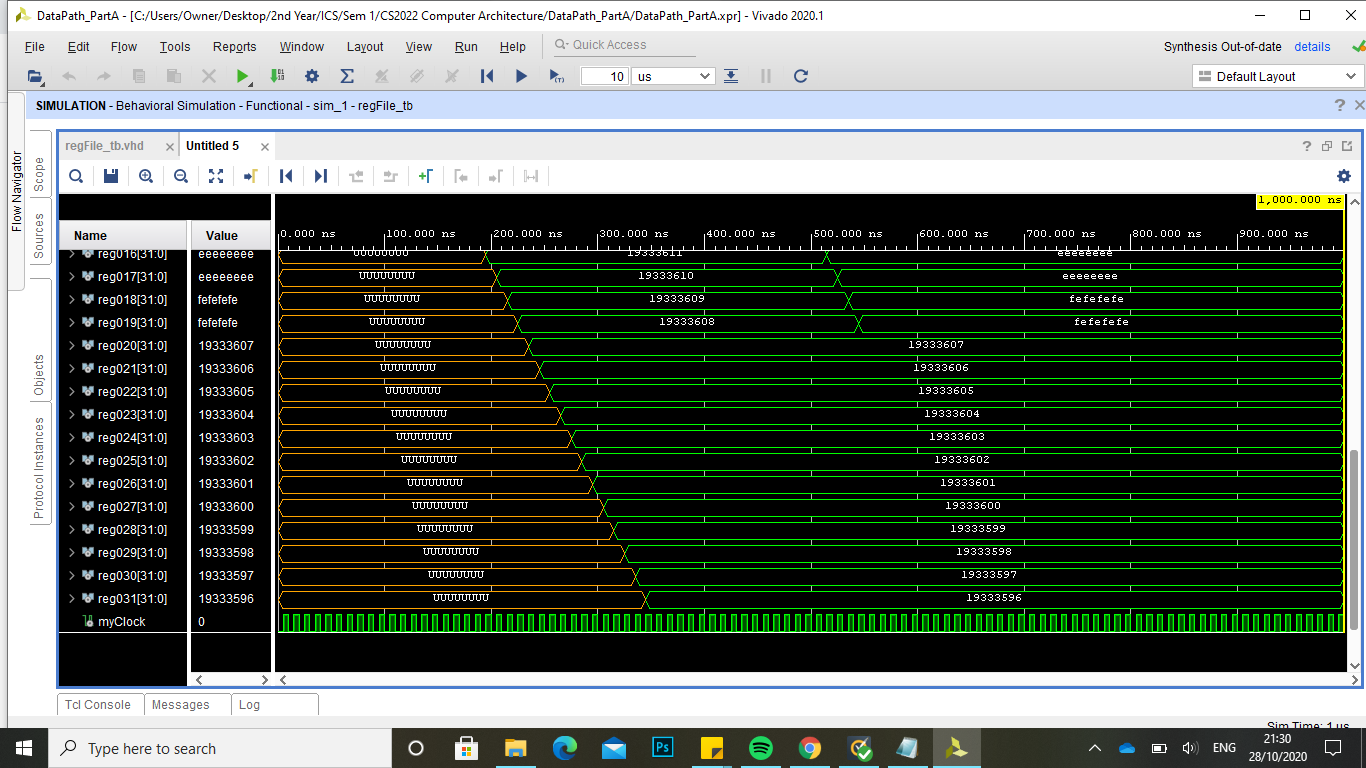 DataPath_PartA - [C:/Users/Owner/Desktop/2nd Year/ICS/Sem 1/CS2022 Computer Architecture/DataPath_PartA/DataPath_PartA.xpr] - Vivado 2020.1
File Edit Flow Tools Reports Window Layout View Run Help Quick Access Synthesis Out-of-date details
10 us Default Layout
SIMULATION - Behavioral Simulation - Functional - sim_1 - regFile_tb
Flow Navigator
Scope
Sources
Objects
Protocol Instances
regFile_tb.vhd Untitled 5
1,000.000 ns
Name Value 0.000 ns 100.000 ns 200.000 ns 300.000 ns 400.000 ns 500.000 ns 600.000 ns 700.000 ns 800.000 ns 900.000 ns
reg016[31:0] eeeeeeee UUUUUUUU 19333611 eeeeeeee
reg017[31:0] eeeeeeee UUUUUUUU 19333610 eeeeeeee
reg018[31:0] fefefefe UUUUUUUU 19333609 fefefefe
reg019[31:0] fefefefe UUUUUUUU 19333608 fefefefe
reg020[31:0] 19333607 UUUUUUUU 19333607
reg021[31:0] 19333606 UUUUUUUU 19333606
reg022[31:0] 19333605 UUUUUUUU 19333605
reg023[31:0] 19333604 UUUUUUUU 19333604
reg024[31:0] 19333603 UUUUUUUU 19333603
reg025[31:0] 19333602 UUUUUUUU 19333602
reg026[31:0] 19333601 UUUUUUUU 19333601
reg027[31:0] 19333600 UUUUUUUU 19333600
reg028[31:0] 19333599 UUUUUUUU 19333599
reg029[31:0] 19333598 UUUUUUUU 19333598
reg030[31:0] 19333597 UUUUUUUU 19333597
reg031[31:0] 19333596 UUUUUUUU 19333596
myClock 0
Tcl Console Messages Log
Sim Time: 1 us
Type here to search Ps ENG 21:30
28/10/2020